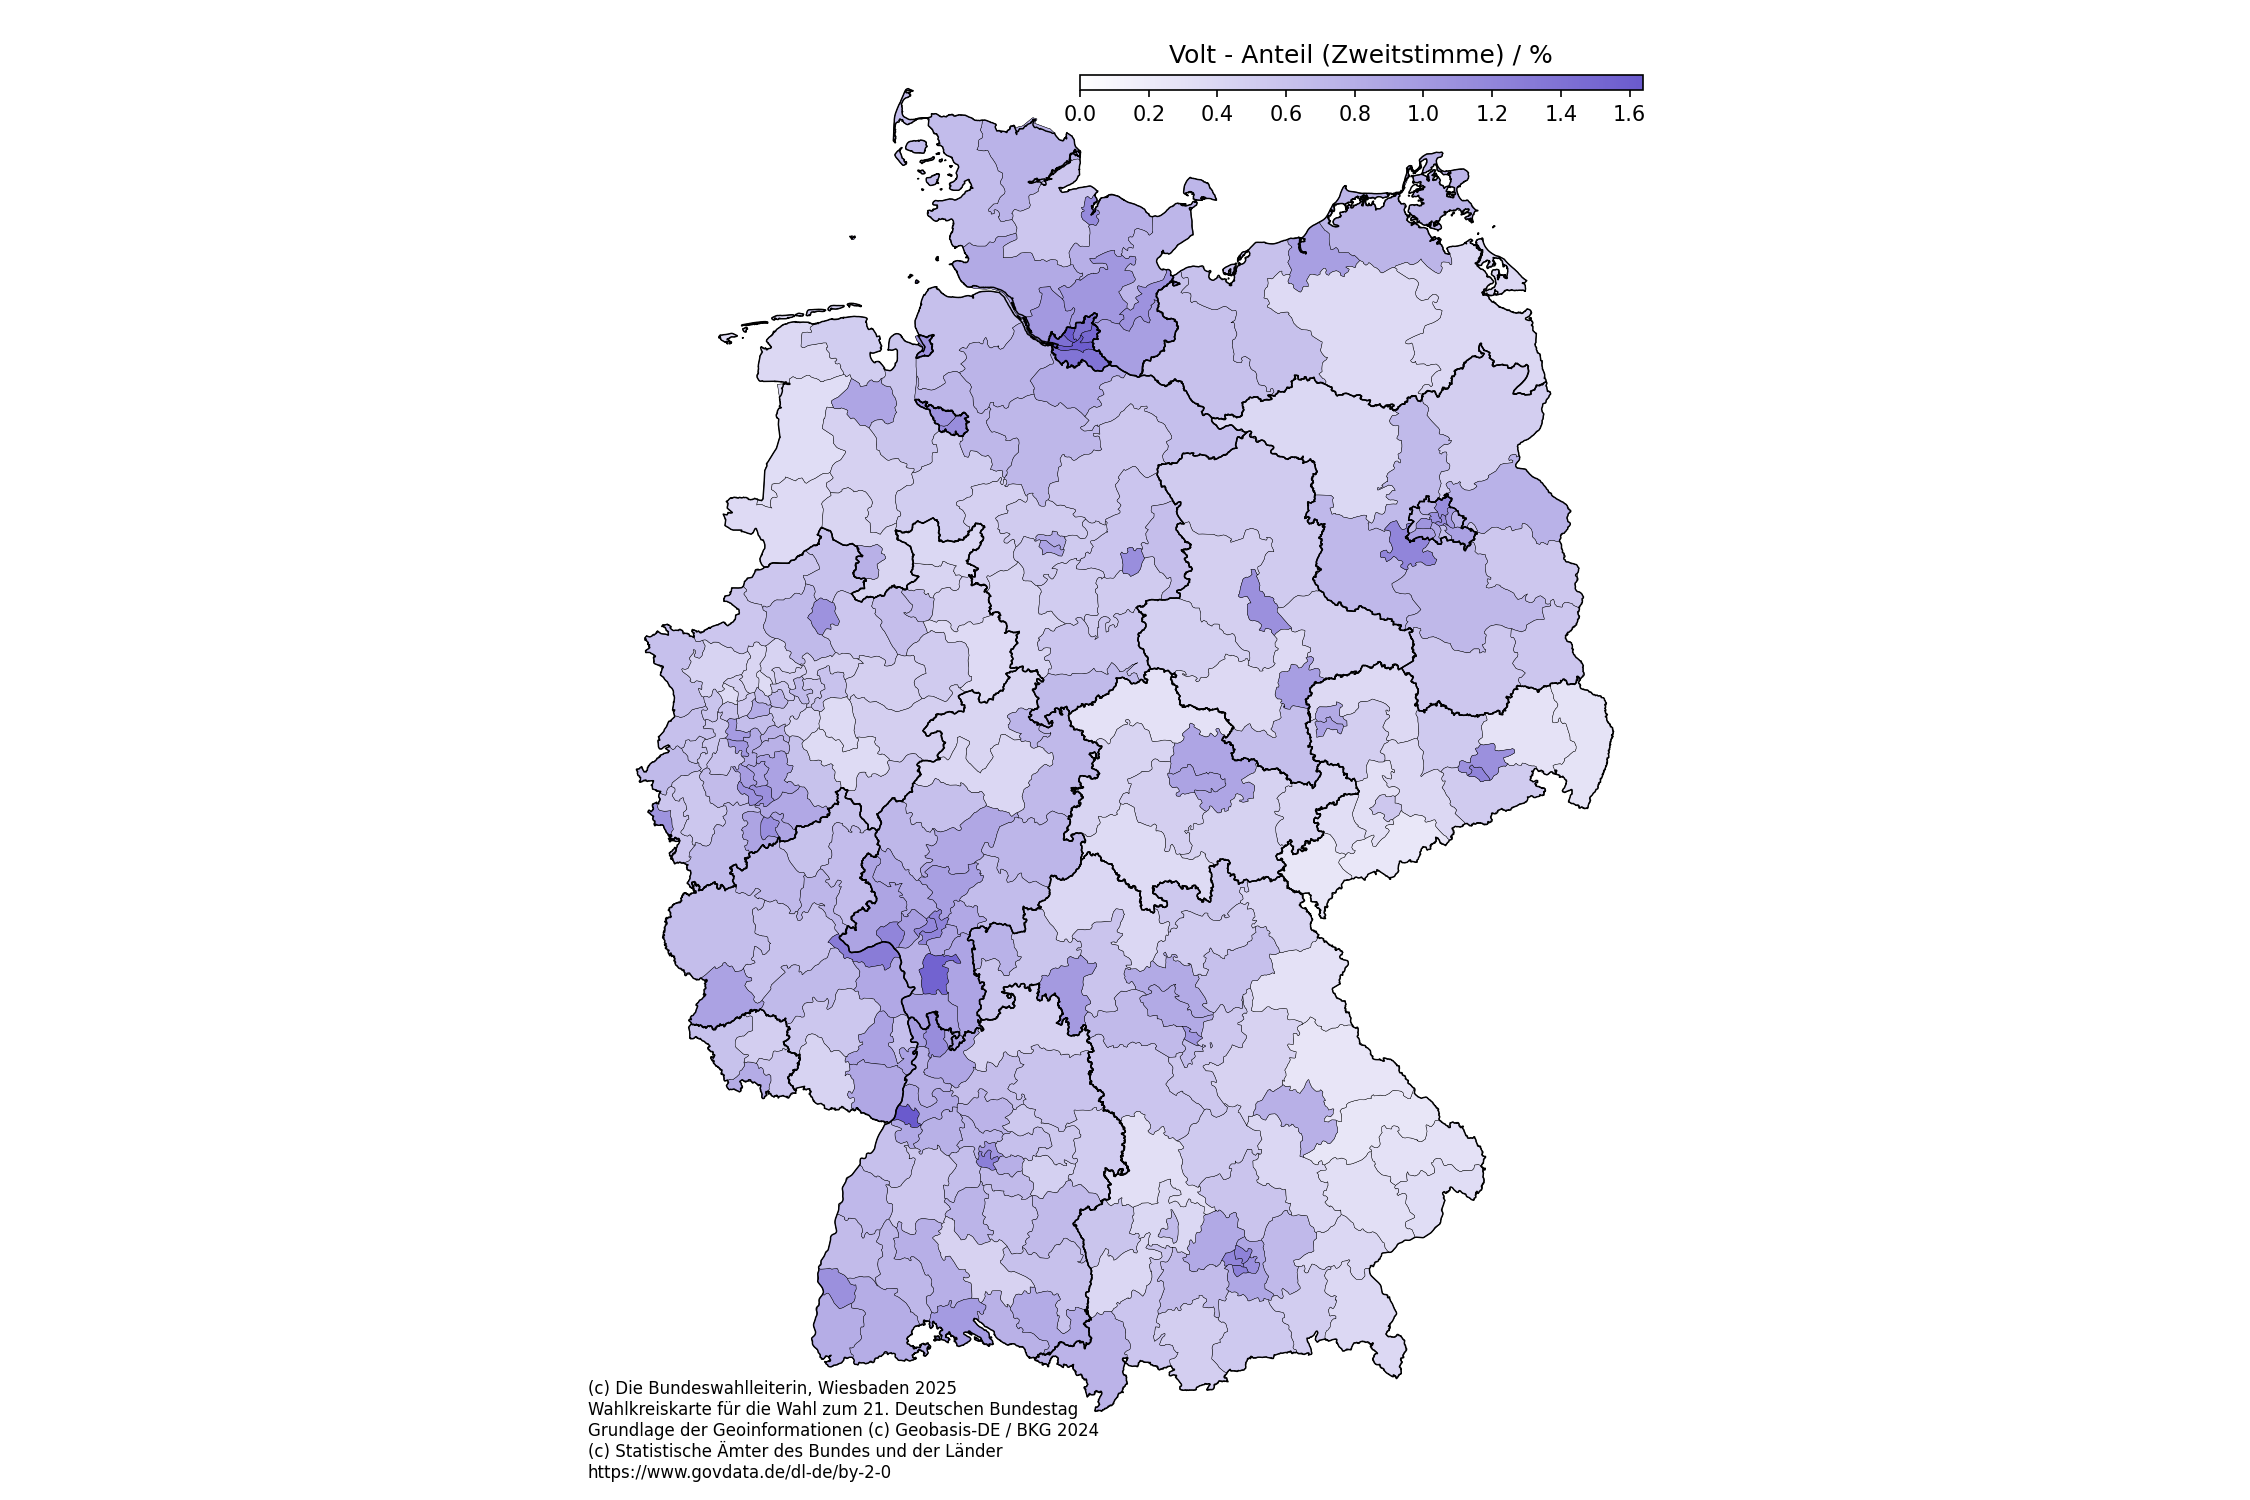 Volt - Anteil (Zweitstimme) / %
0.0 0.2 0.4 0.6 0.8 1.0 1.2 1.4 1.6
(c) Die Bundeswahlleiterin, Wiesbaden 2025
Wahlkreiskarte für die Wahl zum 21. Deutschen Bundestag
Grundlage der Geoinformationen (c) Geobasis-DE / BKG 2024
(c) Statistische Ämter des Bundes und der Länder
https://www.govdata.de/dl-de/by-2-0